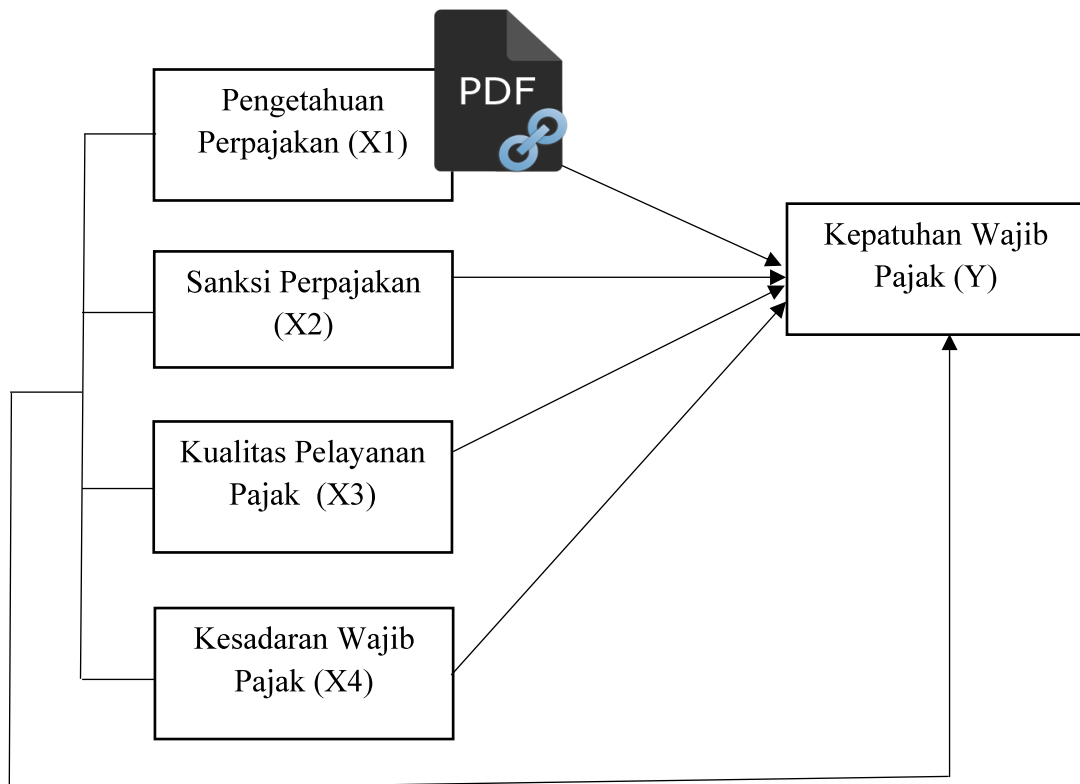 Pengetahuan
Perpajakan (X1)
PDF
Kepatuhan Wajib
Pajak (Y)
Sanksi Perpajakan
(X2)
Kualitas Pelayanan
Pajak (X3)
Kesadaran Wajib
Pajak (X4)